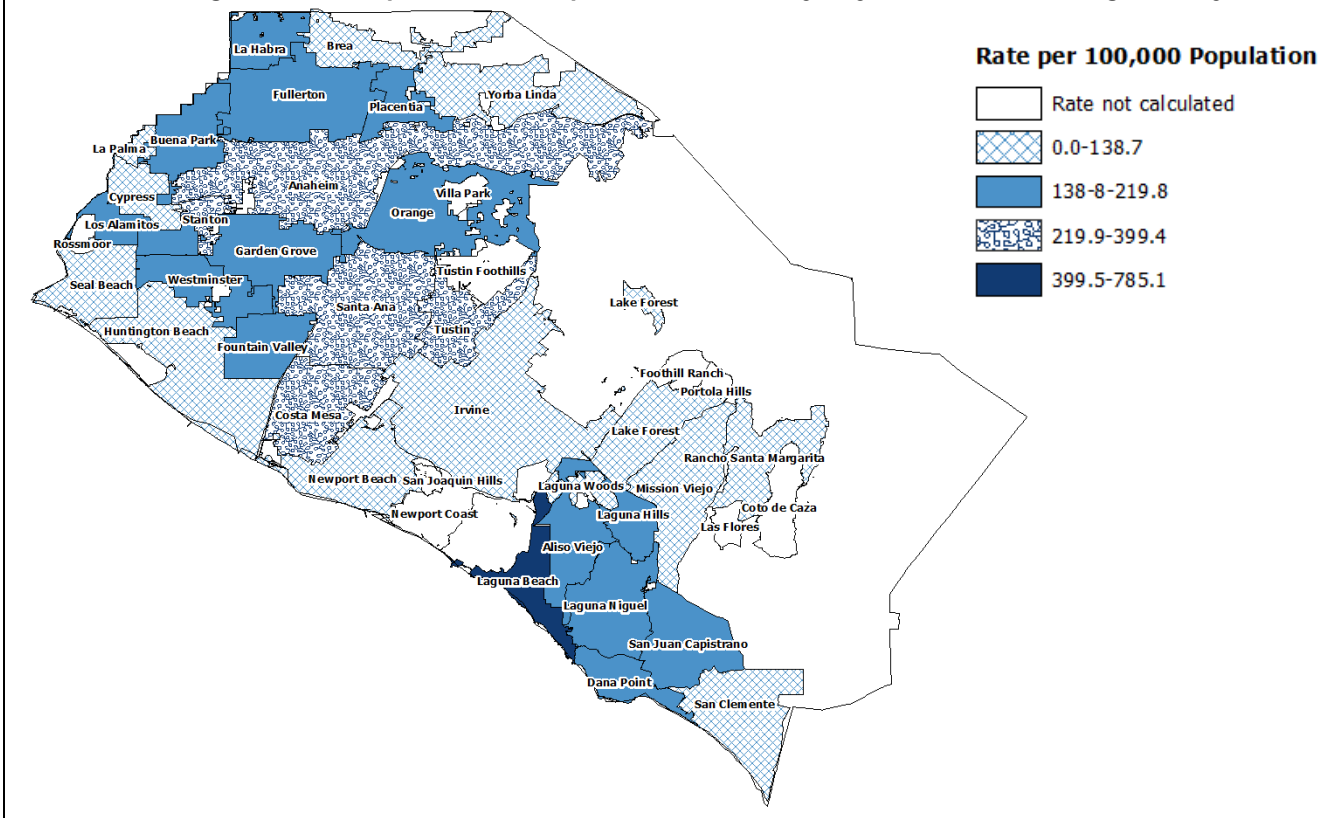 Rate per 100,000 Population
Rate not calculated
0.0-138.7
138-8-219.8
219.9-399.4
399.5-785.1
La Habra
Brea
Fullerton
Placentia
Yorba Linda
Buena Park
La Palma
Anaheim
Villa Park
Cypress
Orange
Stanton
Los Alamitos
Rossmoor
Garden Grove
Tustin Foothills
Westminster
Seal Beach
Lake Forest
Santa Ana
Tustin
Huntington Beach
Fountain Valley
Foothill Ranch
Portola Hills
Irvine
Costa Mesa
Lake Forest
Rancho Santa Margarita
Newport Beach
San Joaquin Hills
Laguna Woods
Mission Viejo
Coto de Caza
Newport Coast
Laguna Hills
Las Flores
Aliso Viejo
Laguna Beach
Laguna Niguel
San Juan Capistrano
Dana Point
San Clemente